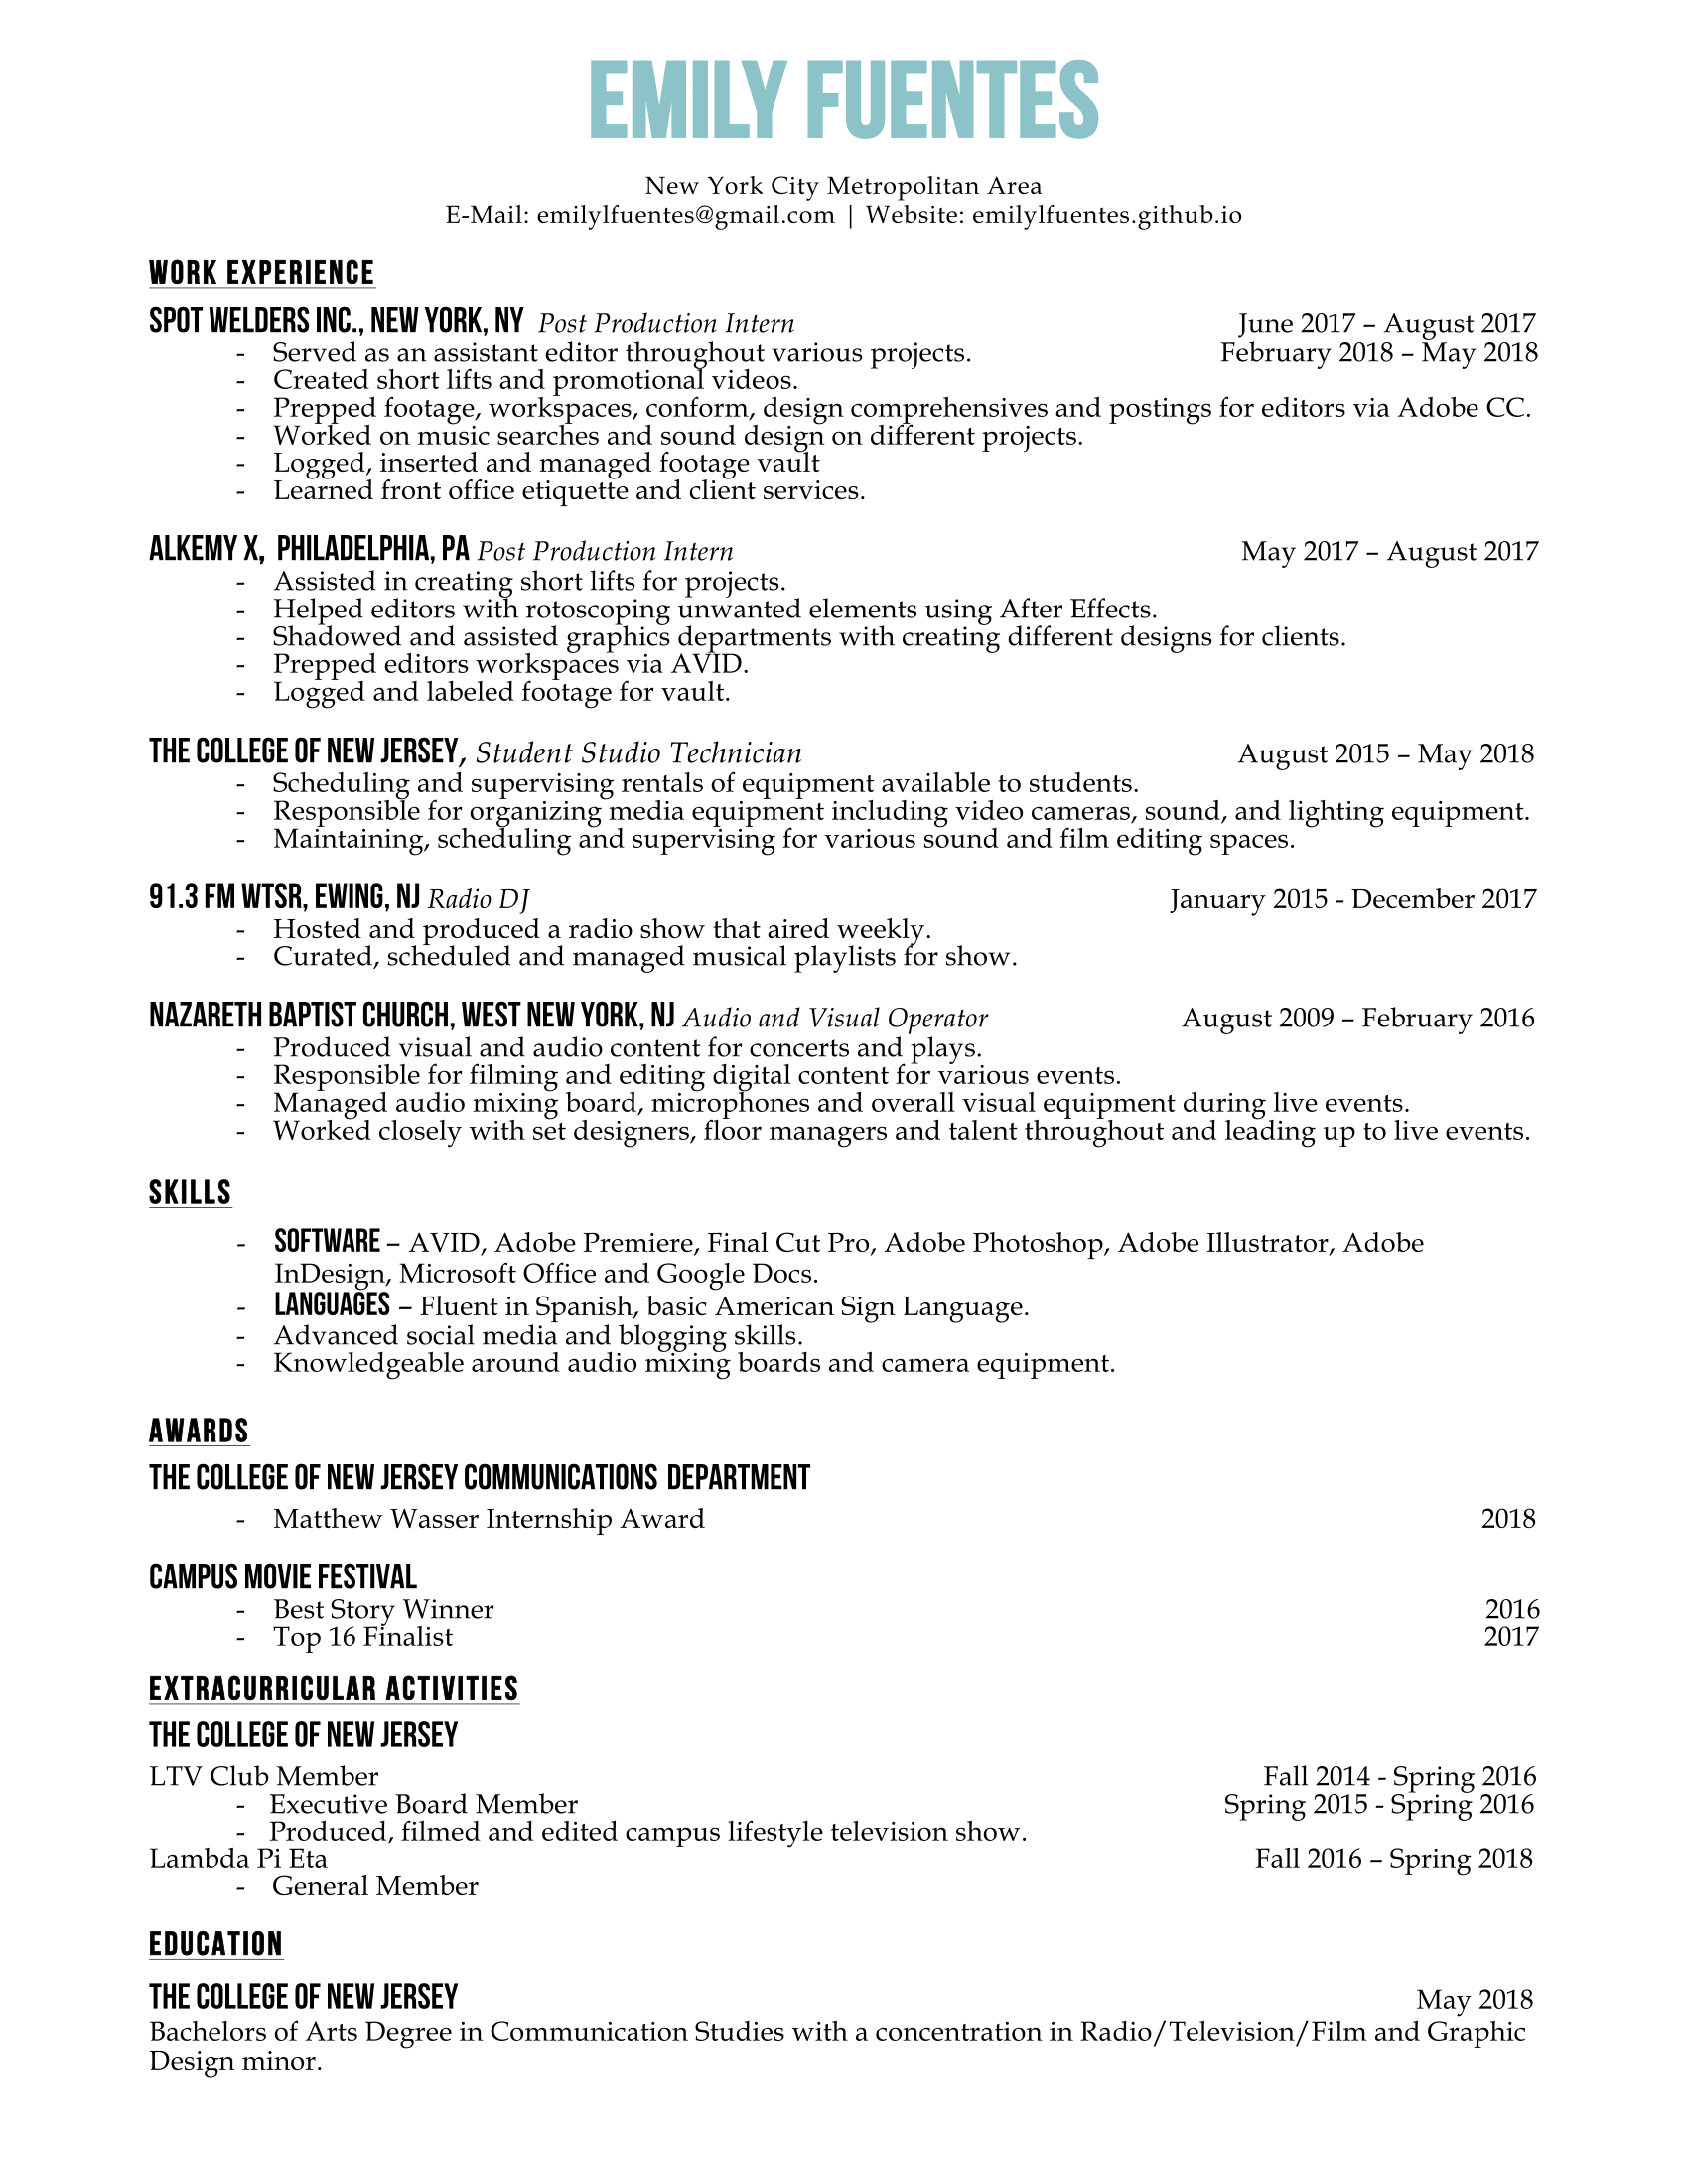 EMILY FUENTES
New York City Metropolitan Area
E-Mail: emilylfuentes@gmail.com | Website: emilylfuentes.github.io
WORK EXPERIENCE
SPOT WELDERS INC., NEW YORK, NY Post Production Intern June 2017 – August 2017
- Served as an assistant editor throughout various projects. February 2018 – May 2018
- Created short lifts and promotional videos.
- Prepped footage, workspaces, conform, design comprehensives and postings for editors via Adobe CC.
- Worked on music searches and sound design on different projects.
- Logged, inserted and managed footage vault
- Learned front office etiquette and client services.
ALKEMY X, PHILADELPHIA, PA Post Production Intern May 2017 – August 2017
- Assisted in creating short lifts for projects.
- Helped editors with rotoscoping unwanted elements using After Effects.
- Shadowed and assisted graphics departments with creating different designs for clients.
- Prepped editors workspaces via AVID.
- Logged and labeled footage for vault.
THE COLLEGE OF NEW JERSEY, Student Studio Technician August 2015 – May 2018
- Scheduling and supervising rentals of equipment available to students.
- Responsible for organizing media equipment including video cameras, sound, and lighting equipment.
- Maintaining, scheduling and supervising for various sound and film editing spaces.
91.3 FM WTSR, EWING, NJ Radio DJ January 2015 - December 2017
- Hosted and produced a radio show that aired weekly.
- Curated, scheduled and managed musical playlists for show.
NAZARETH BAPTIST CHURCH, WEST NEW YORK, NJ Audio and Visual Operator August 2009 – February 2016
- Produced visual and audio content for concerts and plays.
- Responsible for filming and editing digital content for various events.
- Managed audio mixing board, microphones and overall visual equipment during live events.
- Worked closely with set designers, floor managers and talent throughout and leading up to live events.
SKILLS
- SOFTWARE – AVID, Adobe Premiere, Final Cut Pro, Adobe Photoshop, Adobe Illustrator, Adobe
InDesign, Microsoft Office and Google Docs.
- LANGUAGES – Fluent in Spanish, basic American Sign Language.
- Advanced social media and blogging skills.
- Knowledgeable around audio mixing boards and camera equipment.
AWARDS
THE COLLEGE OF NEW JERSEY COMMUNICATIONS DEPARTMENT
- Matthew Wasser Internship Award 2018
CAMPUS MOVIE FESTIVAL
- Best Story Winner 2016
- Top 16 Finalist 2017
EXTRACURRICULAR ACTIVITIES
THE COLLEGE OF NEW JERSEY
LTV Club Member Fall 2014 - Spring 2016
- Executive Board Member Spring 2015 - Spring 2016
- Produced, filmed and edited campus lifestyle television show.
Lambda Pi Eta Fall 2016 – Spring 2018
- General Member
EDUCATION
THE COLLEGE OF NEW JERSEY May 2018
Bachelors of Arts Degree in Communication Studies with a concentration in Radio/Television/Film and Graphic
Design minor.